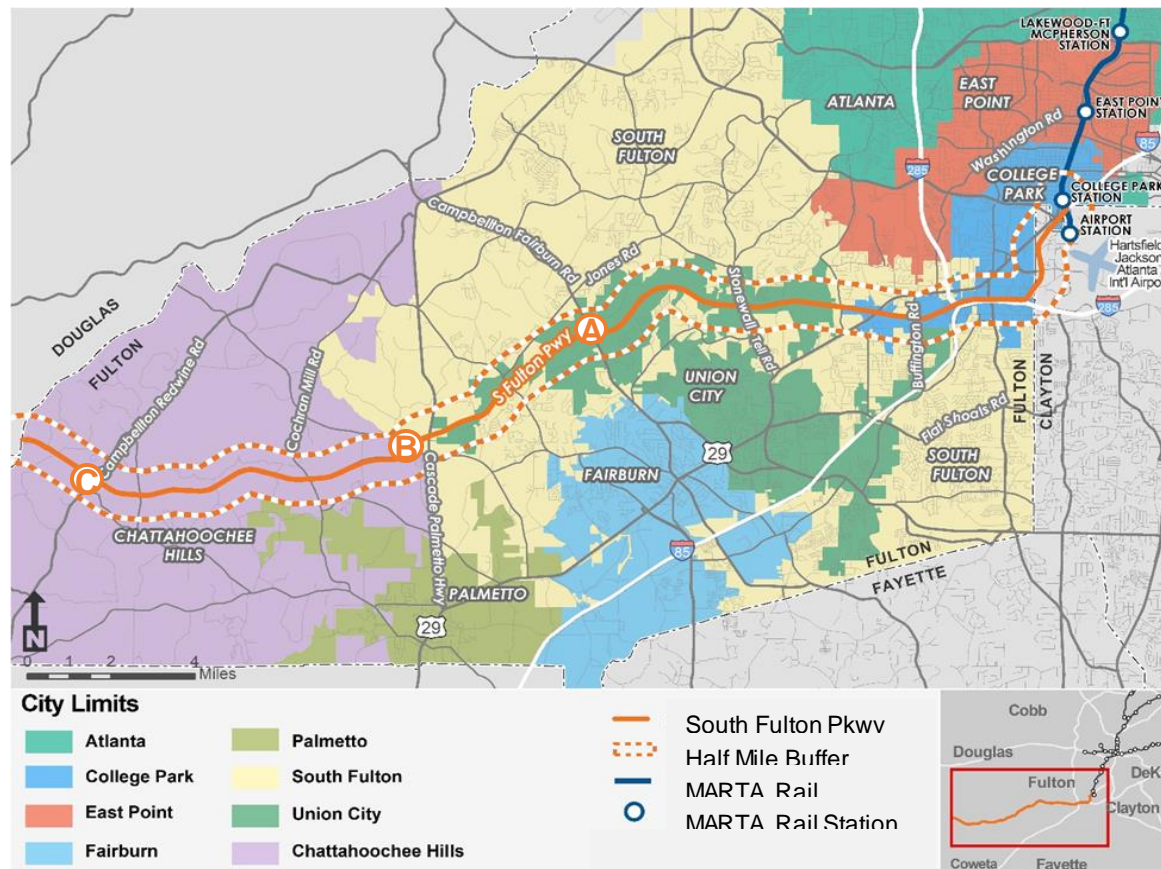 LAKEWOOD-FT
MCPHERSON
STATION
EAST
POINT
ATLANTA
EAST POINT
STATION
SOUTH
FULTON
Washington Rd
85
285
COLLEGE
PARK
COLLEGE PARK
STATION
Campbellton Fairburn Rd
AIRPORT
STATION
Jones Rd
Hartsfield
Jackson
Atlanta
Int'l Airpor
Stonewall Tell Rd
285
DOUGLAS
FULTON
A
S Fulton Pwy
Buffington Rd
Campbellton Redwine Rd
Cochran Mill Rd
UNION
CITY
FULTON
CLAYTON
Flat Shoals Rd
B
C
Cascade Palmetto Hwy
29
FAIRBURN
SOUTH
FULTON
CHATTAHOOCHEE
HILLS
85
FULTON
FAYETTE
PALMETTO
29
N
0 1 2 4
Miles
City Limits
Atlanta
College Park
East Point
Fairburn
Palmetto
South Fulton
Union City
Chattahoochee Hills
South Fulton Pkwy
Half Mile Buffer
MARTA Rail
MARTA Rail Station
Cobb
Douglas
DeK
Fulton
Clayton
Coweta
Fayette